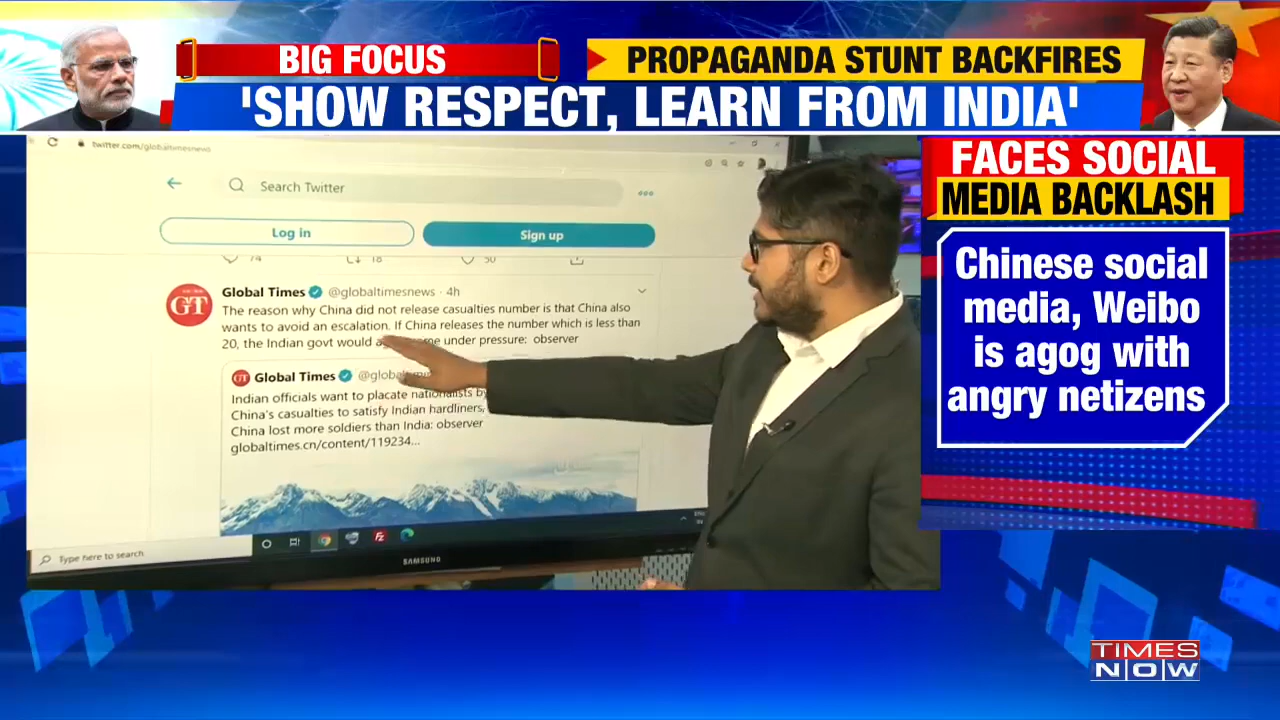 BIG FOCUS
PROPAGANDA STUNT BACKFIRES
'SHOW RESPECT, LEARN FROM INDIA'
FACES SOCIAL
MEDIA BACKLASH
Chinese social
media, Weibo
is agog with
angry netizens
twitter.com/globaltimesnews
Search Twitter
Log in
Sign up
74
18
50
GT
Global Times @globaltimesnews · 4h
The reason why China did not release casualties number is that China also
wants to avoid an escalation. If China releases the number which is less than
20, the Indian govt would under pressure: observer
GT
Global Times
Indian officials want to placate nationalists
China's casualties to satisfy Indian hardliners,
China lost more soldiers than India: observer
globaltimes.cn/content/119234...
Type here to search
SAMSUNG
TIMES
NOW